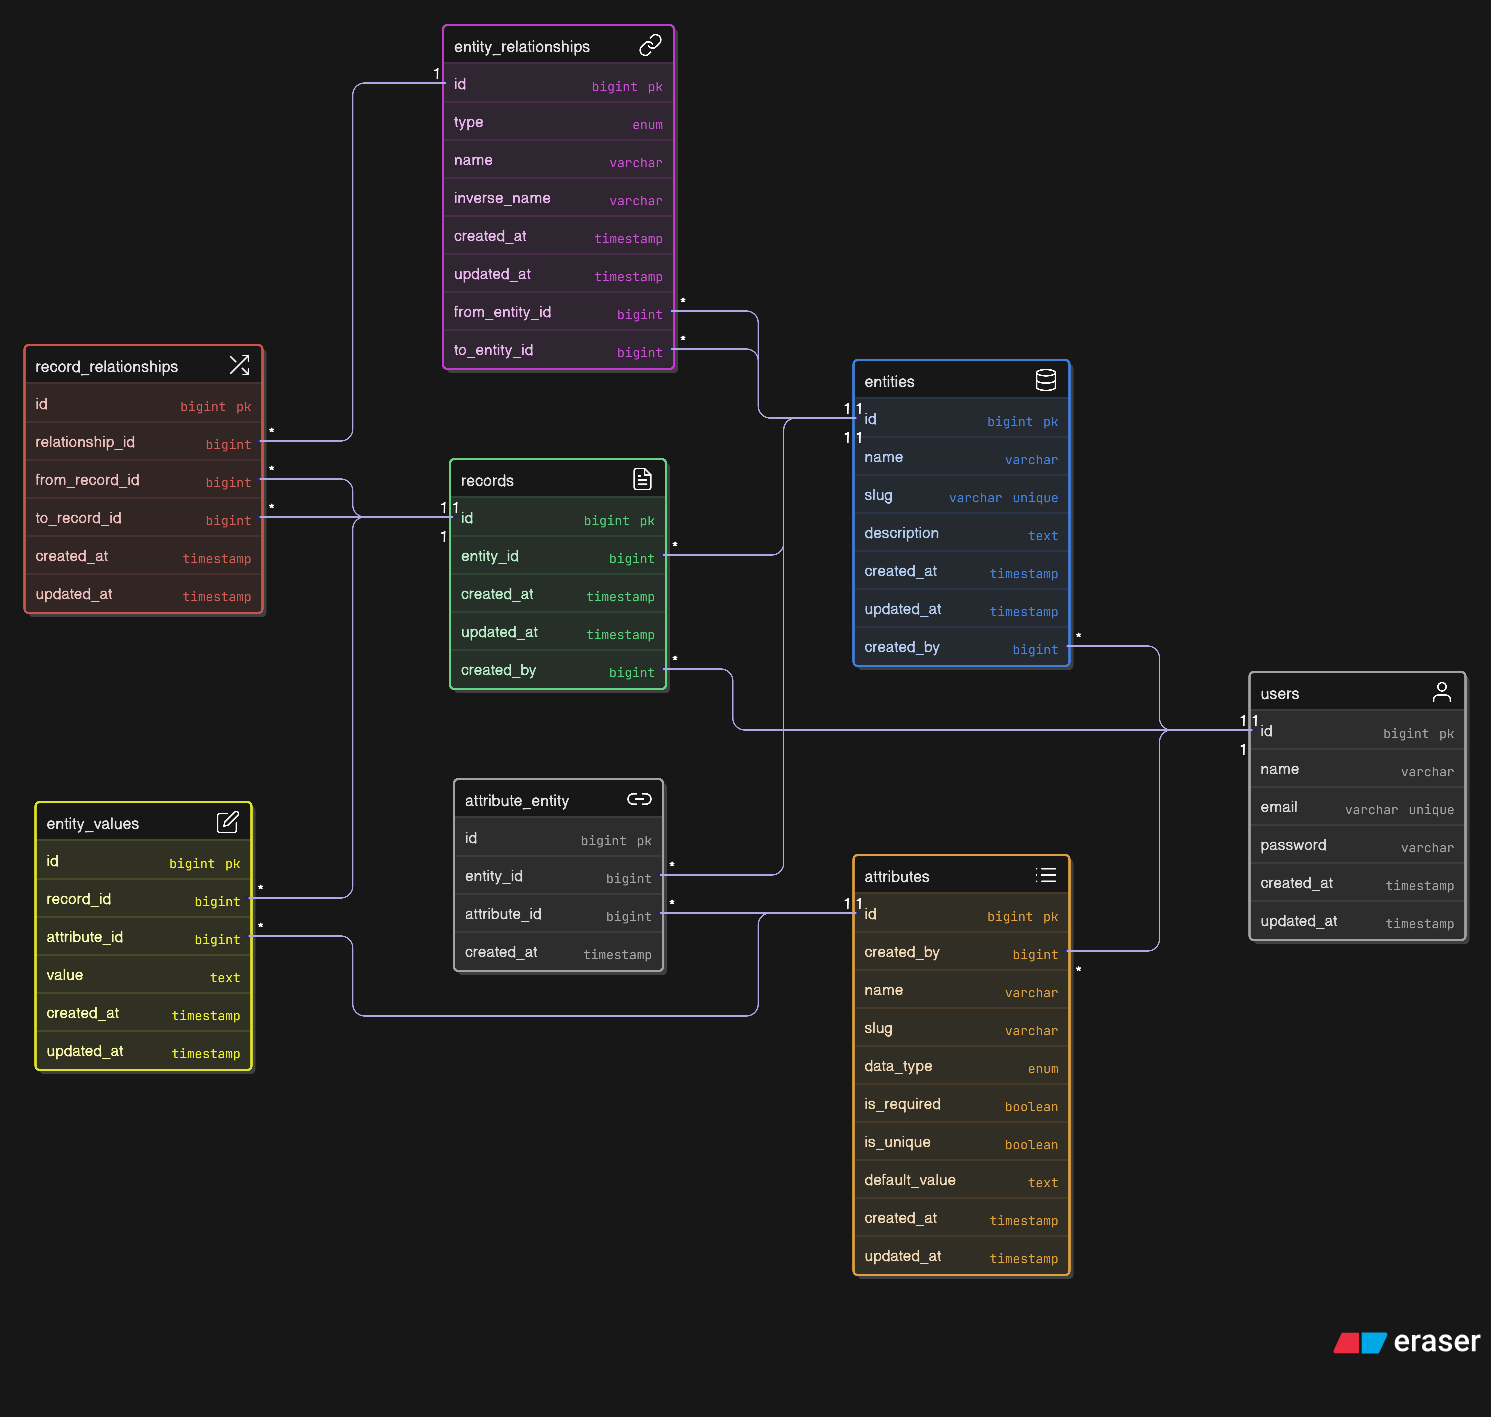 entity_relationships
1
id bigint pk
type enum
name varchar
inverse_name varchar
created_at timestamp
updated_at timestamp
from_entity_id bigint *
to_entity_id bigint *
record_relationships
id bigint pk
relationship_id bigint *
from_record_id bigint *
to_record_id bigint *
created_at timestamp
updated_at timestamp
records
1 1
id bigint pk
1
entity_id bigint *
created_at timestamp
updated_at timestamp
created_by bigint *
entities
1 1
id bigint pk
1 1
name varchar
slug varchar unique
description text
created_at timestamp
updated_at timestamp
created_by bigint *
users
1 1
id bigint pk
1
name varchar
email varchar unique
password varchar
created_at timestamp
updated_at timestamp
entity_values
id bigint pk
record_id bigint *
attribute_id bigint *
value text
created_at timestamp
updated_at timestamp
attribute_entity
id bigint pk
entity_id bigint *
attribute_id bigint *
created_at timestamp
attributes
1 1
id bigint pk
created_by bigint *
name varchar
slug varchar
data_type enum
is_required boolean
is_unique boolean
default_value text
created_at timestamp
updated_at timestamp
eraser